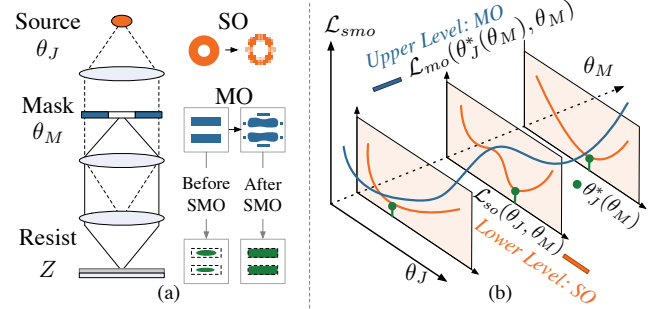 Source
θ_J
SO
Mask
θ_M
MO
Before
SMO
After
SMO
Resist
Z
(a)
ℒ_smo
Upper Level: MO
ℒ_mo(θ*_J(θ_M), θ_M)
θ_M
θ*_J(θ_M)
ℒ_so(θ_J, θ_M)
Lower Level: SO
θ_J
(b)